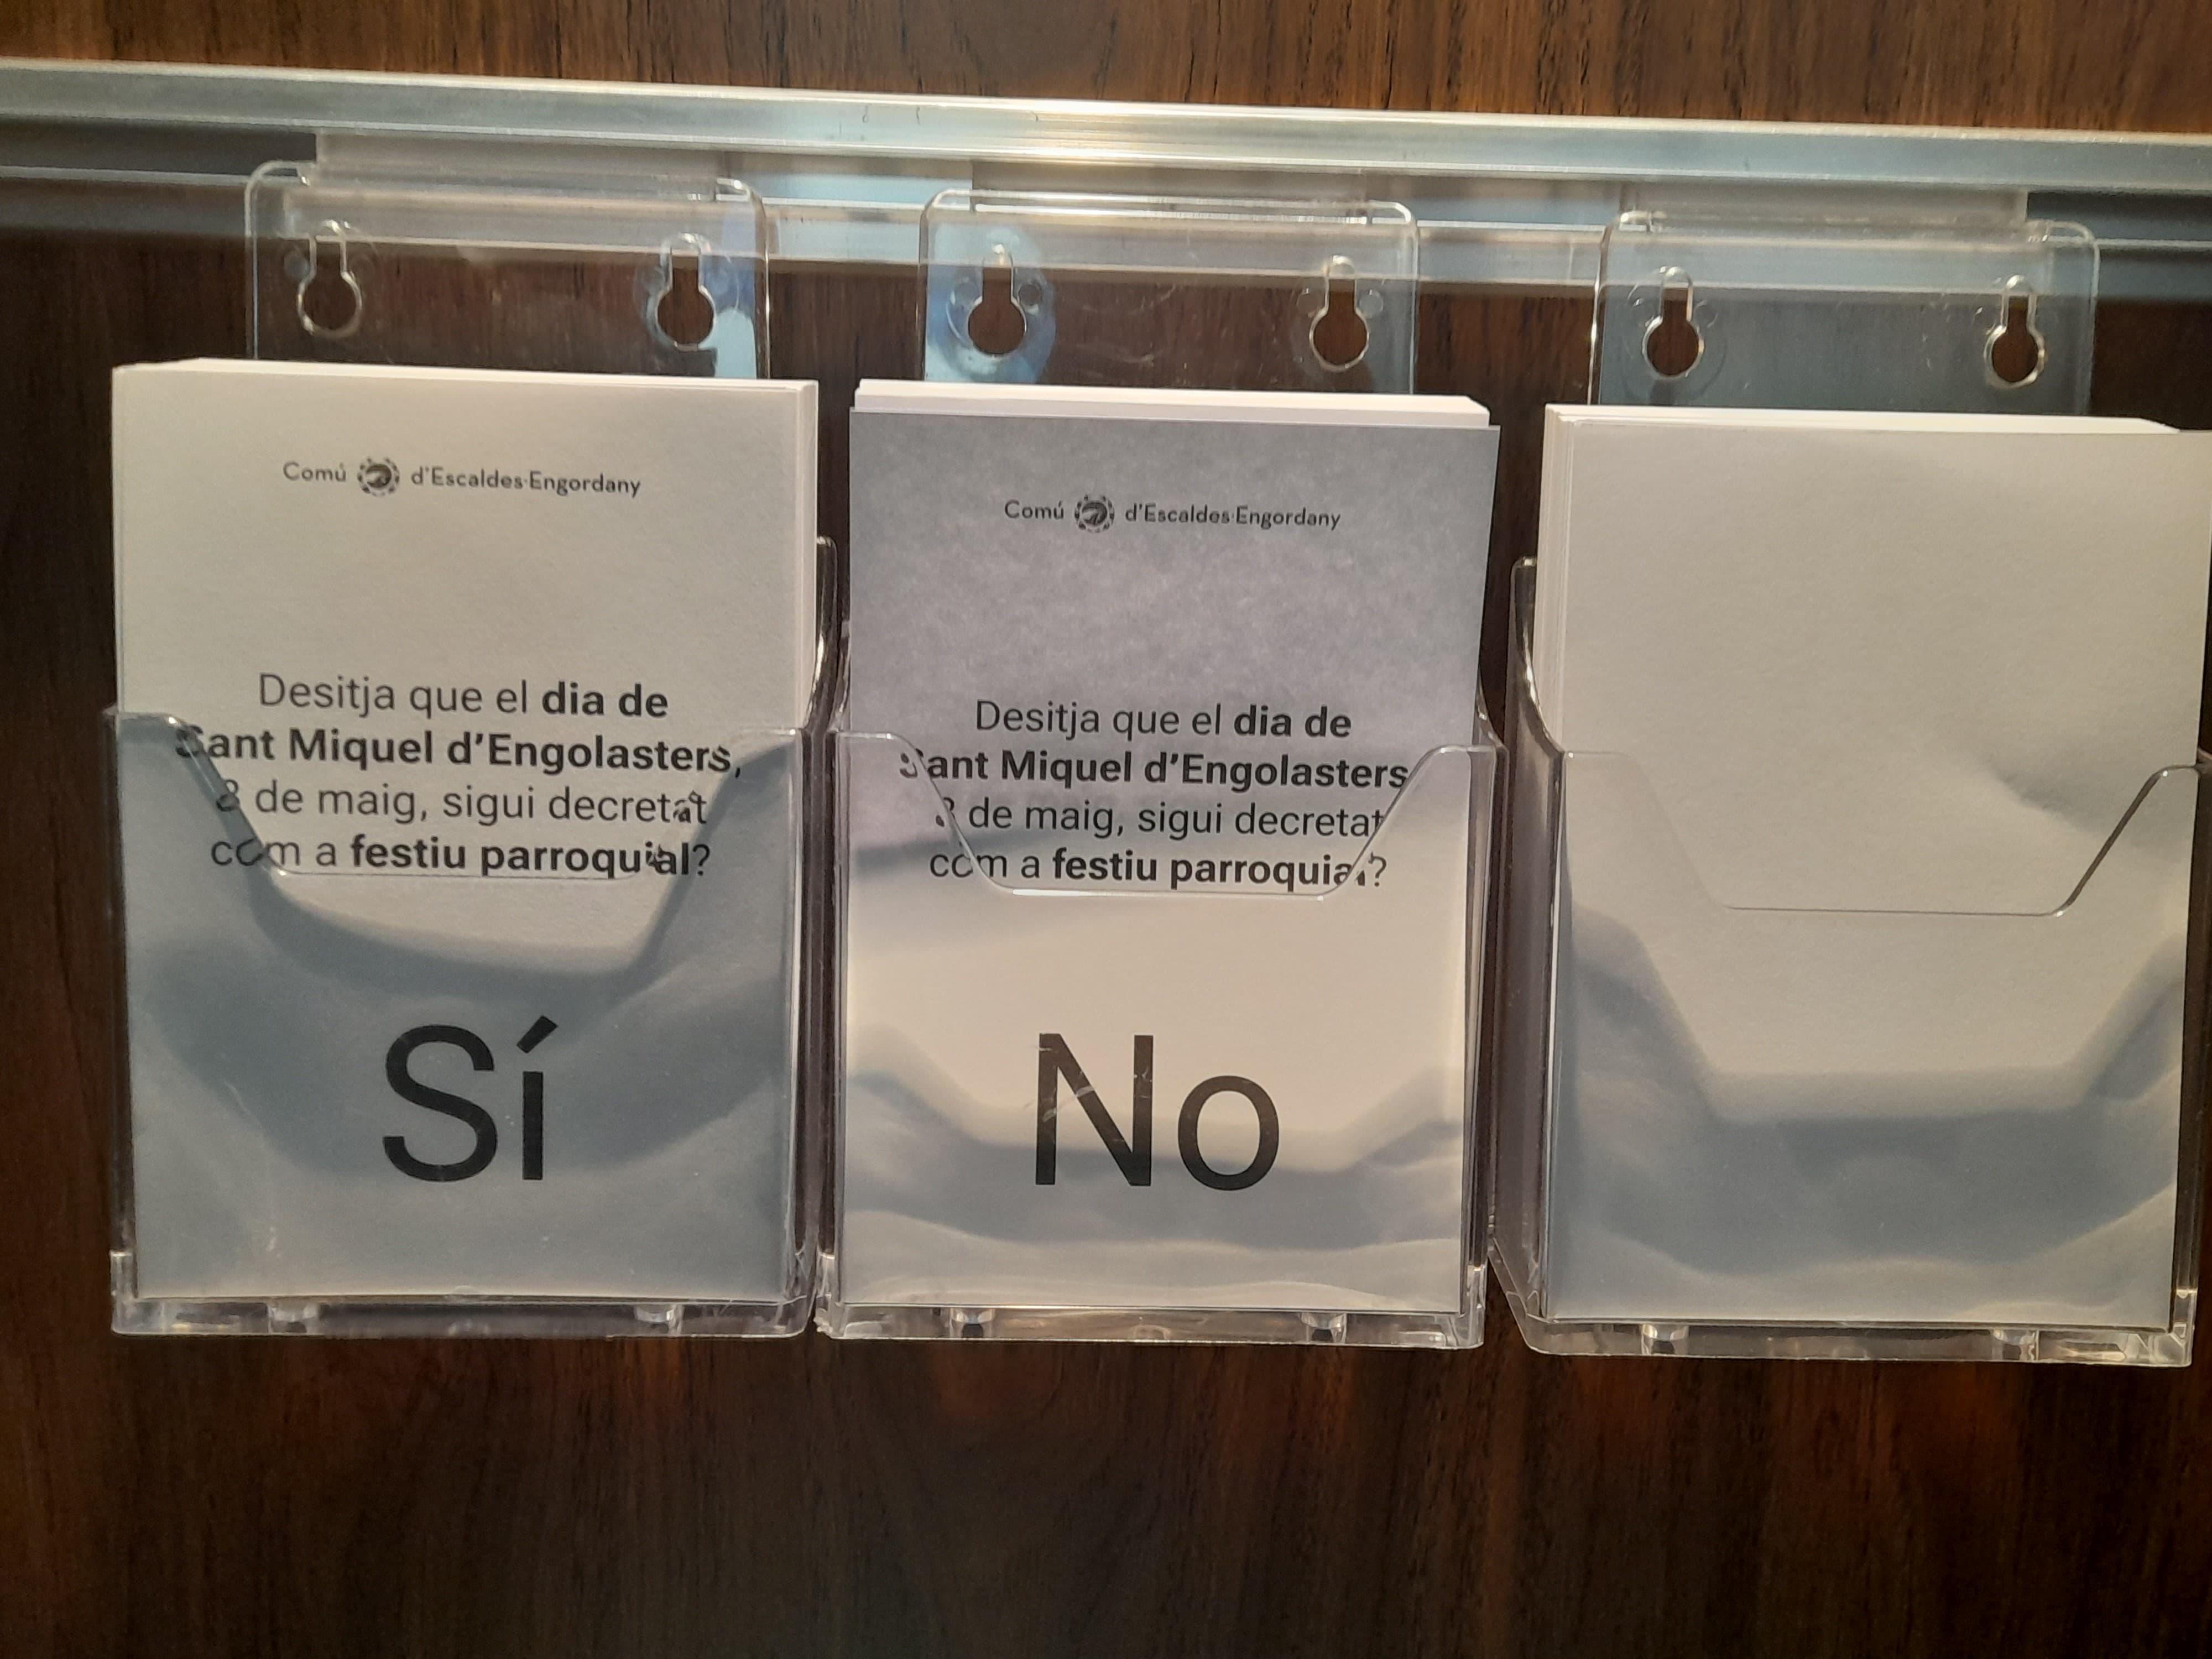 Comú d'Escaldes-Engordany
Desitja que el dia de
Sant Miquel d'Engolasters,
8 de maig, sigui decretat
com a festiu parroquial?
Sí
Comú d'Escaldes-Engordany
Desitja que el dia de
Sant Miquel d'Engolasters,
8 de maig, sigui decretat
com a festiu parroquial?
No